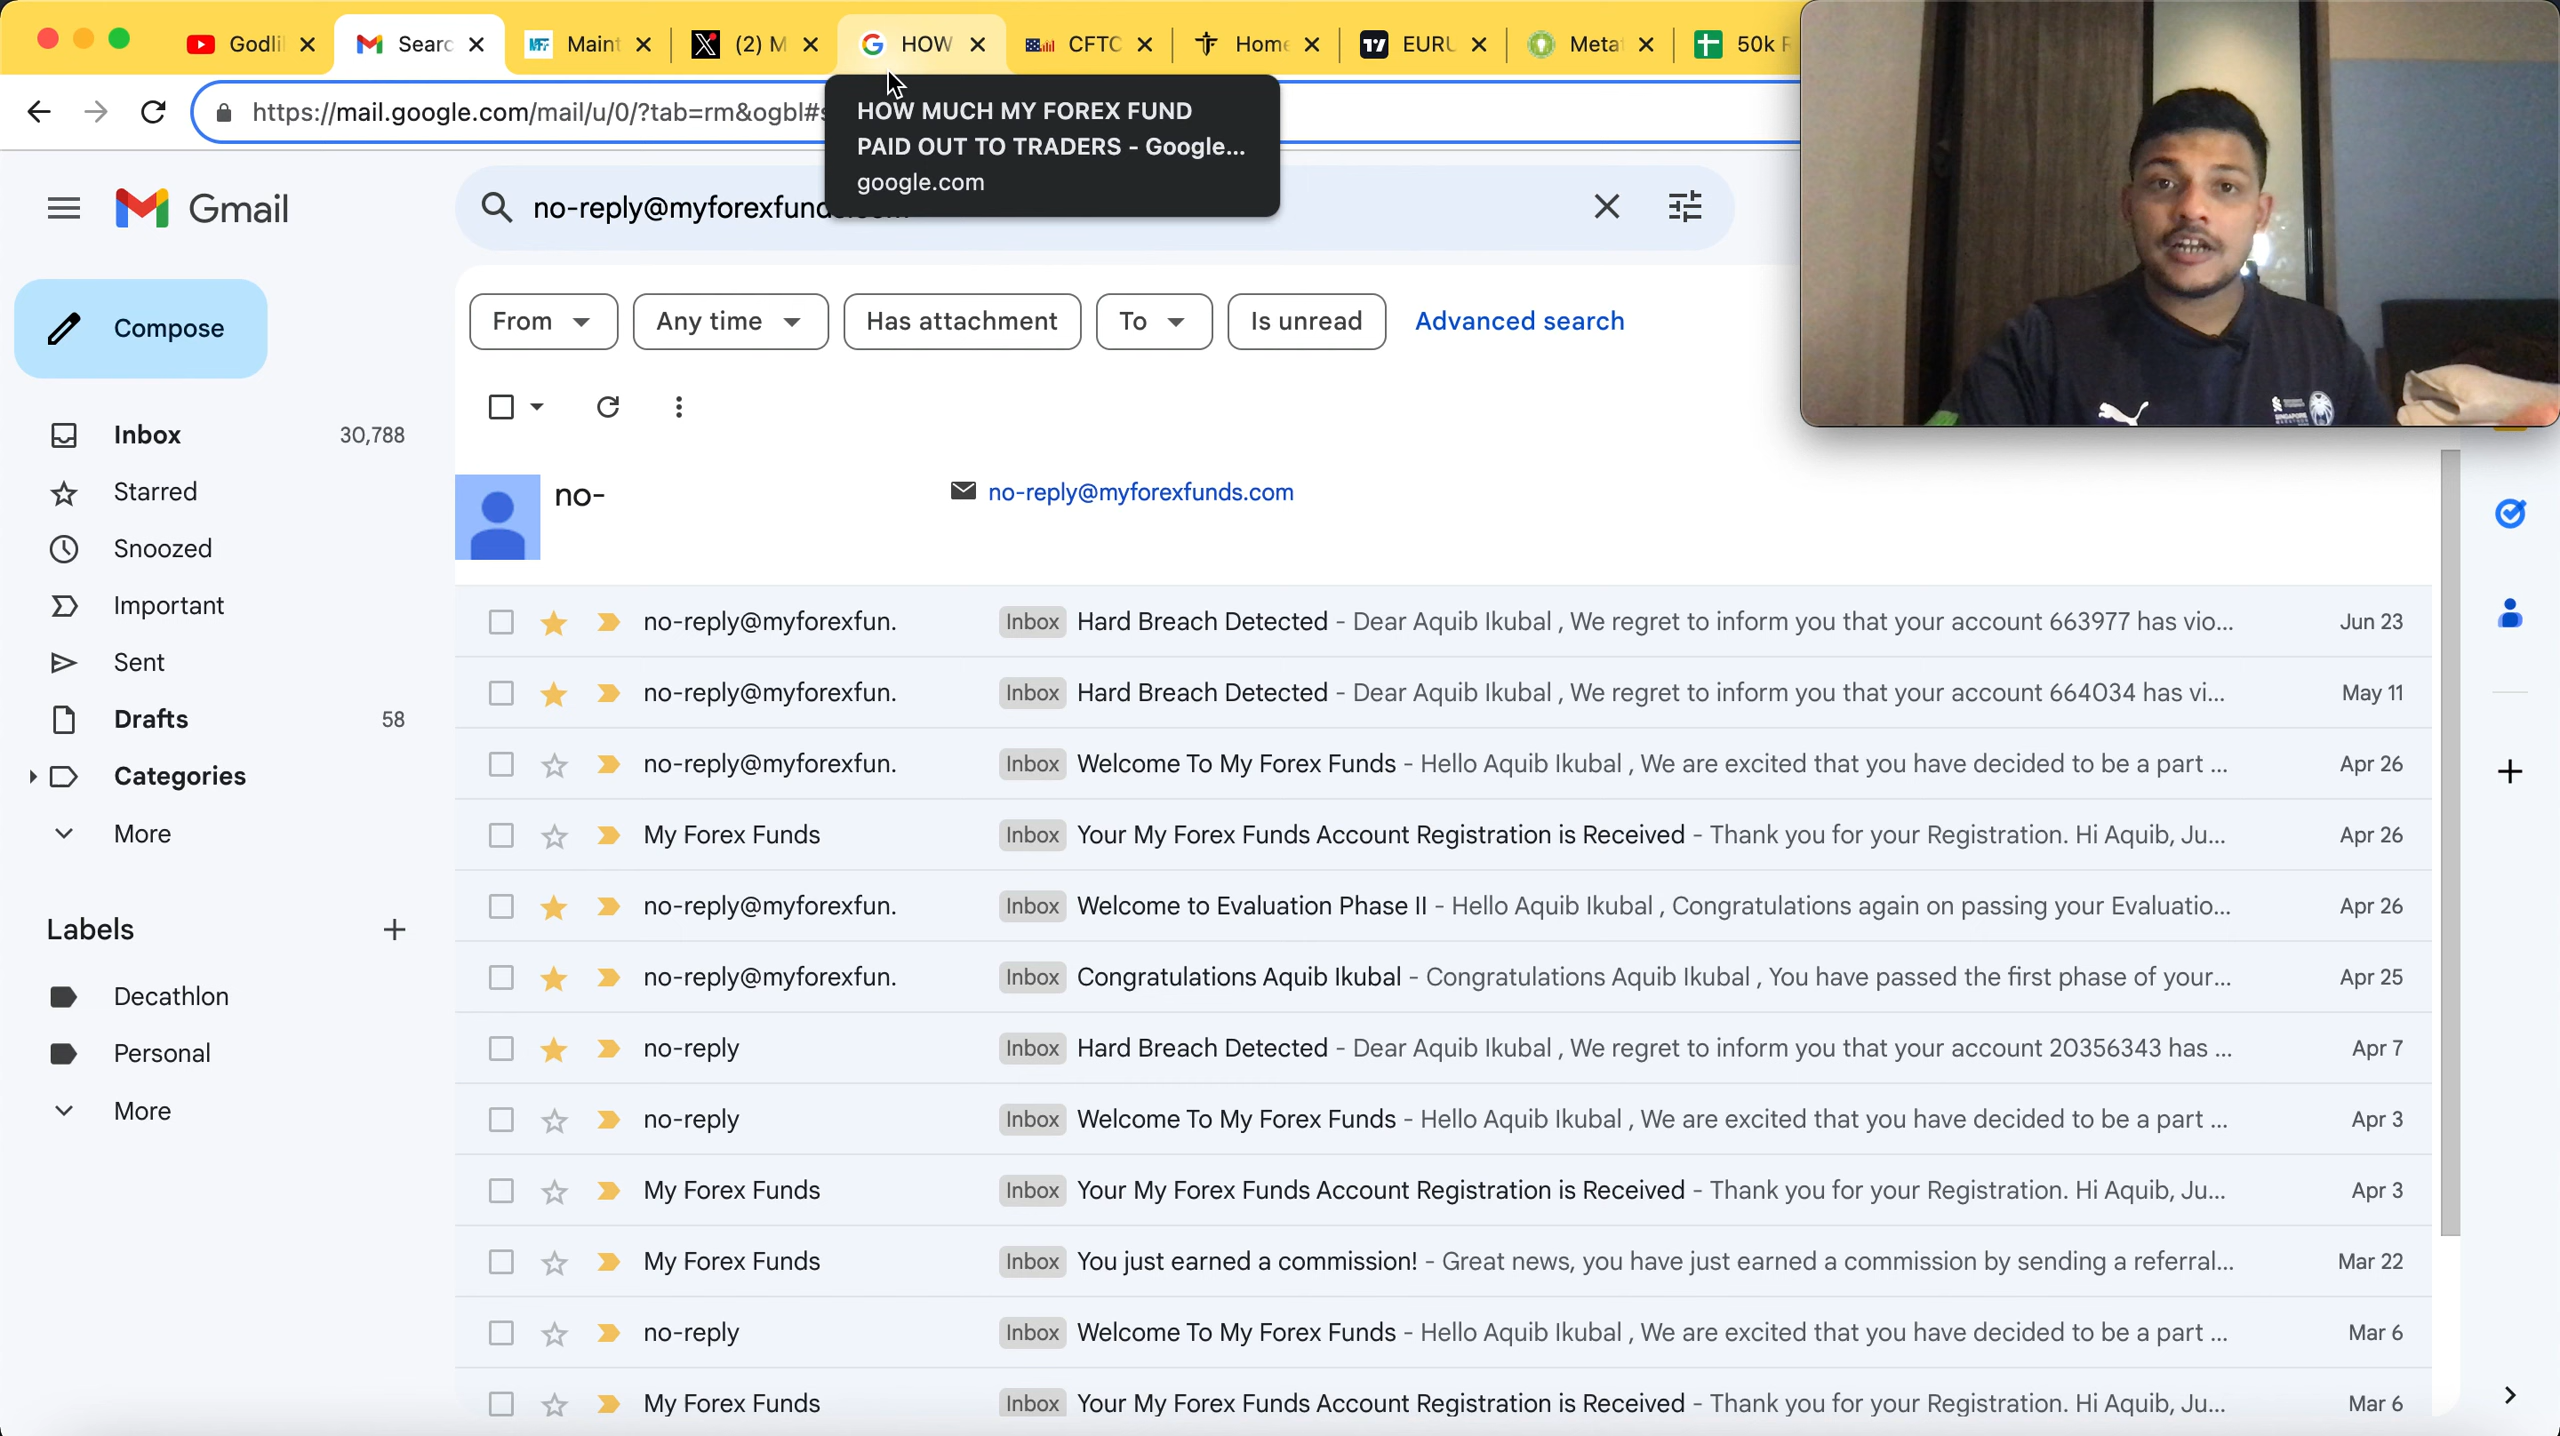 Godli
Searc
Maint
(2) M
HOW
CFTC
Home
EURU
Meta
50k
https://mail.google.com/mail/u/0/?tab=rm&ogbl#s
HOW MUCH MY FOREX FUND
PAID OUT TO TRADERS - Google...
google.com
Gmail
no-reply@myforexfund
Compose
From
Any time
Has attachment
To
Is unread
Advanced search
Inbox 30,788
Starred
Snoozed
Important
Sent
Drafts 58
Categories
More
Labels
Decathlon
Personal
More
no-
no-reply@myforexfunds.com
no-reply@myforexfun. Inbox Hard Breach Detected - Dear Aquib Ikubal , We regret to inform you that your account 663977 has vio... Jun 23
no-reply@myforexfun. Inbox Hard Breach Detected - Dear Aquib Ikubal , We regret to inform you that your account 664034 has vi... May 11
no-reply@myforexfun. Inbox Welcome To My Forex Funds - Hello Aquib Ikubal , We are excited that you have decided to be a part ... Apr 26
My Forex Funds Inbox Your My Forex Funds Account Registration is Received - Thank you for your Registration. Hi Aquib, Ju... Apr 26
no-reply@myforexfun. Inbox Welcome to Evaluation Phase II - Hello Aquib Ikubal , Congratulations again on passing your Evaluatio... Apr 26
no-reply@myforexfun. Inbox Congratulations Aquib Ikubal - Congratulations Aquib Ikubal , You have passed the first phase of your... Apr 25
no-reply Inbox Hard Breach Detected - Dear Aquib Ikubal , We regret to inform you that your account 20356343 has ... Apr 7
no-reply Inbox Welcome To My Forex Funds - Hello Aquib Ikubal , We are excited that you have decided to be a part ... Apr 3
My Forex Funds Inbox Your My Forex Funds Account Registration is Received - Thank you for your Registration. Hi Aquib, Ju... Apr 3
My Forex Funds Inbox You just earned a commission! - Great news, you have just earned a commission by sending a referral... Mar 22
no-reply Inbox Welcome To My Forex Funds - Hello Aquib Ikubal , We are excited that you have decided to be a part ... Mar 6
My Forex Funds Inbox Your My Forex Funds Account Registration is Received - Thank you for your Registration. Hi Aquib, Ju... Mar 6